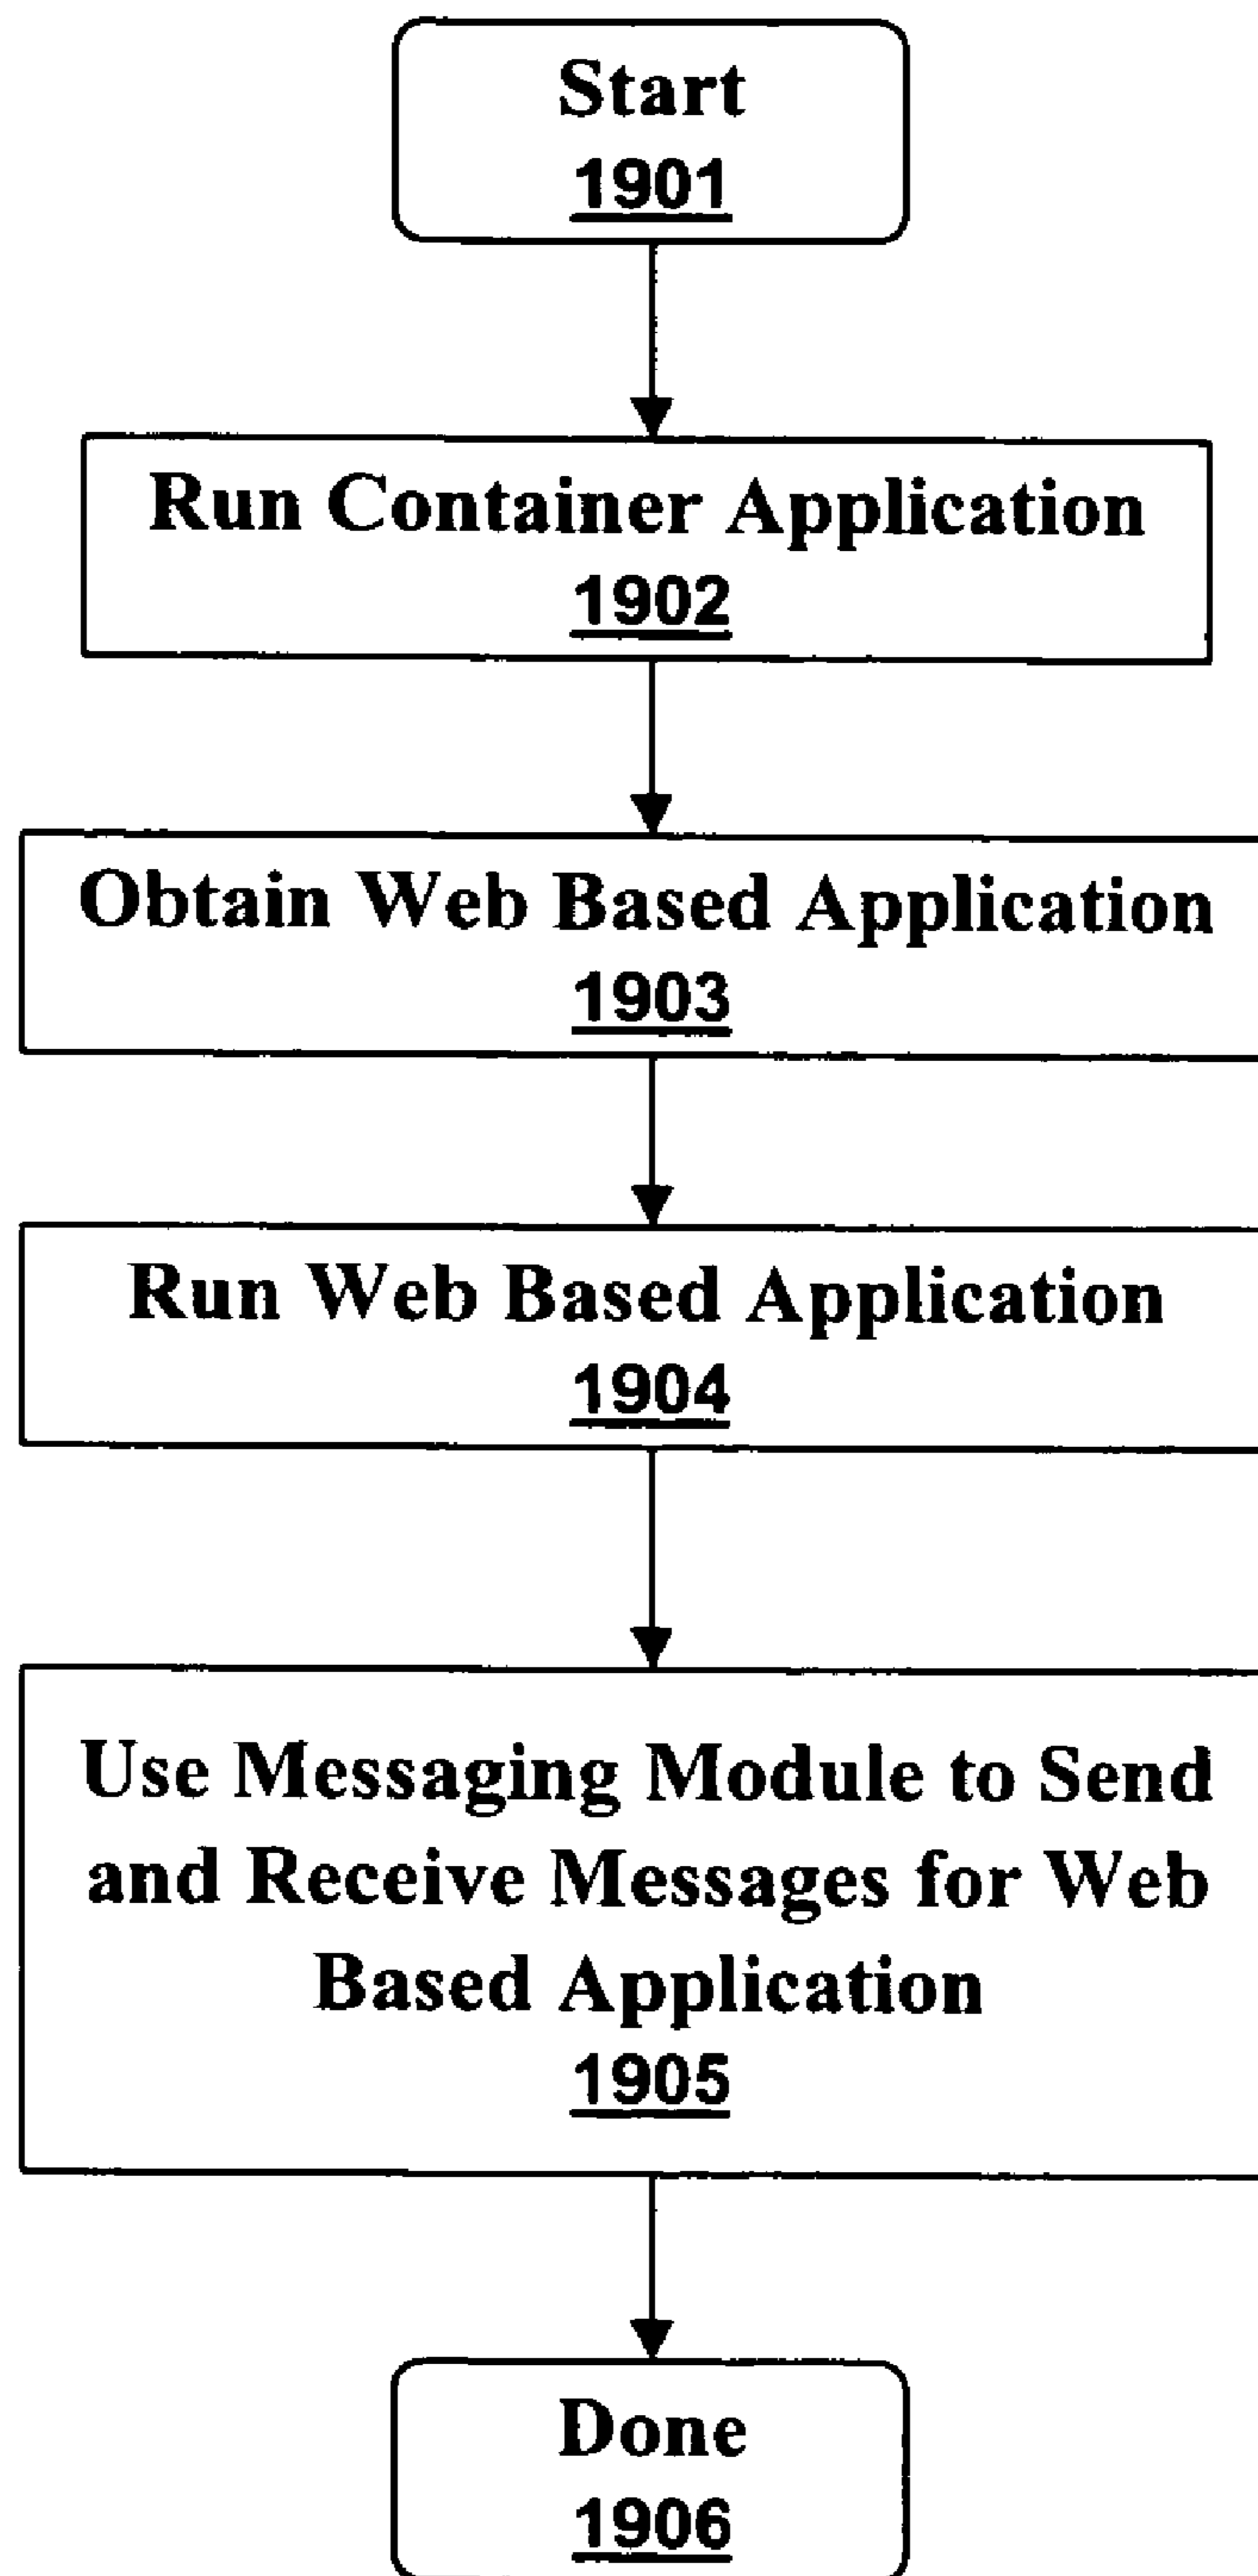 Start
1901
Run Container Application
1902
Obtain Web Based Application
1903
Run Web Based Application
1904
Use Messaging Module to Send
and Receive Messages for Web
Based Application
1905
Done
1906